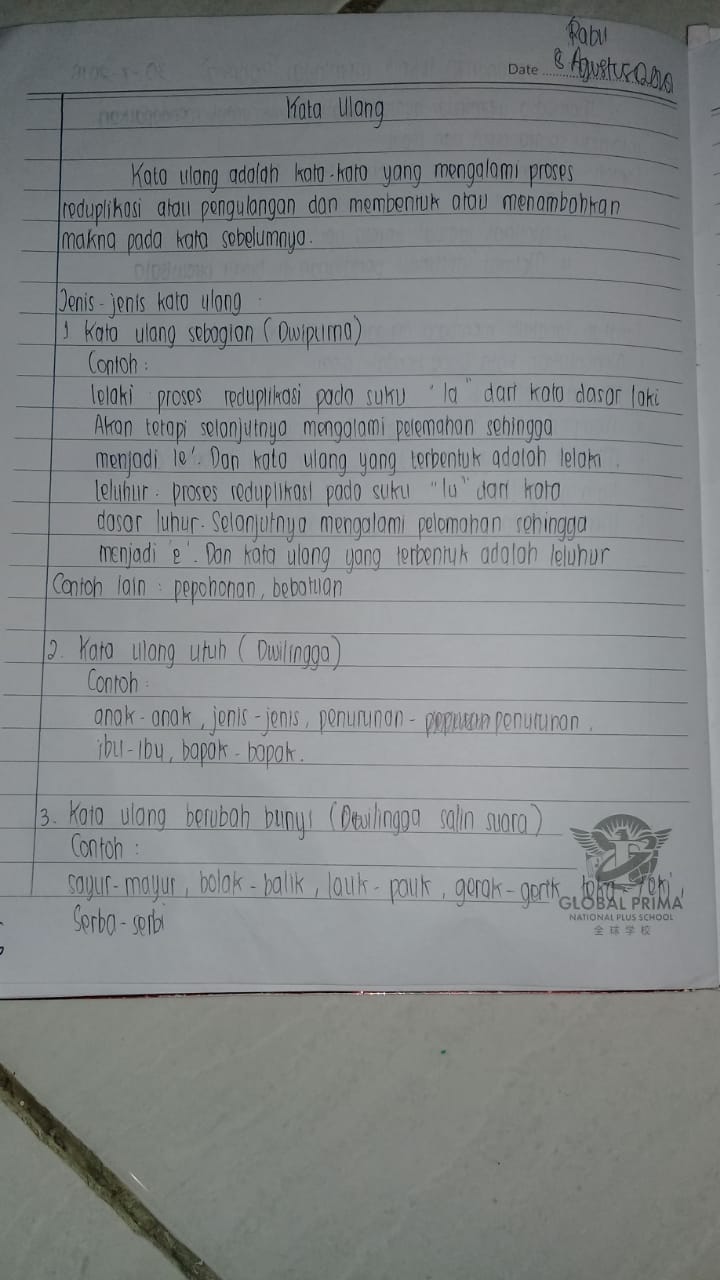 Rabu
Date 8 Agustus
Kata Ulang
Kata ulang adalah kata-kata yang mengalami proses
reduplikasi atau pengulangan dan membentuk atau menambahkan
makna pada kata sebelumnya.
Jenis-jenis kata ulang :
1 Kata ulang sebagian (Dwipurna)
Contoh :
lelaki proses reduplikasi pada suku "la" dari kata dasar laki
Akan tetapi selanjutnya mengalami pelemahan sehingga
menjadi 'le'. Dan kata ulang yang terbentuk adalah lelaki.
leluhur. proses reduplikasi pada suku "lu" dari kata
dasar luhur. Selanjutnya mengalami pelemahan sehingga
menjadi 'e'. Dan kata ulang yang terbentuk adalah leluhur
Contoh lain : pepohonan, bebatuan
2. Kata ulang utuh (Dwilingga)
Contoh :
anak-anak, jenis-jenis, penurunan- penurunan.
ibu-ibu, bapak-bapak.
3. Kata ulang berubah bunyi (Dwilingga salin suara)
Contoh :
sayur-mayur, bolak-balik, lauk-pauk, gerak-gerik,
Serba-serbi
GLOBAL PRIMA
NATIONAL PLUS SCHOOL
全球学校